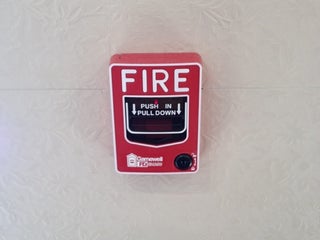 FIRE
PUSH IN
PULL DOWN
Gamewell